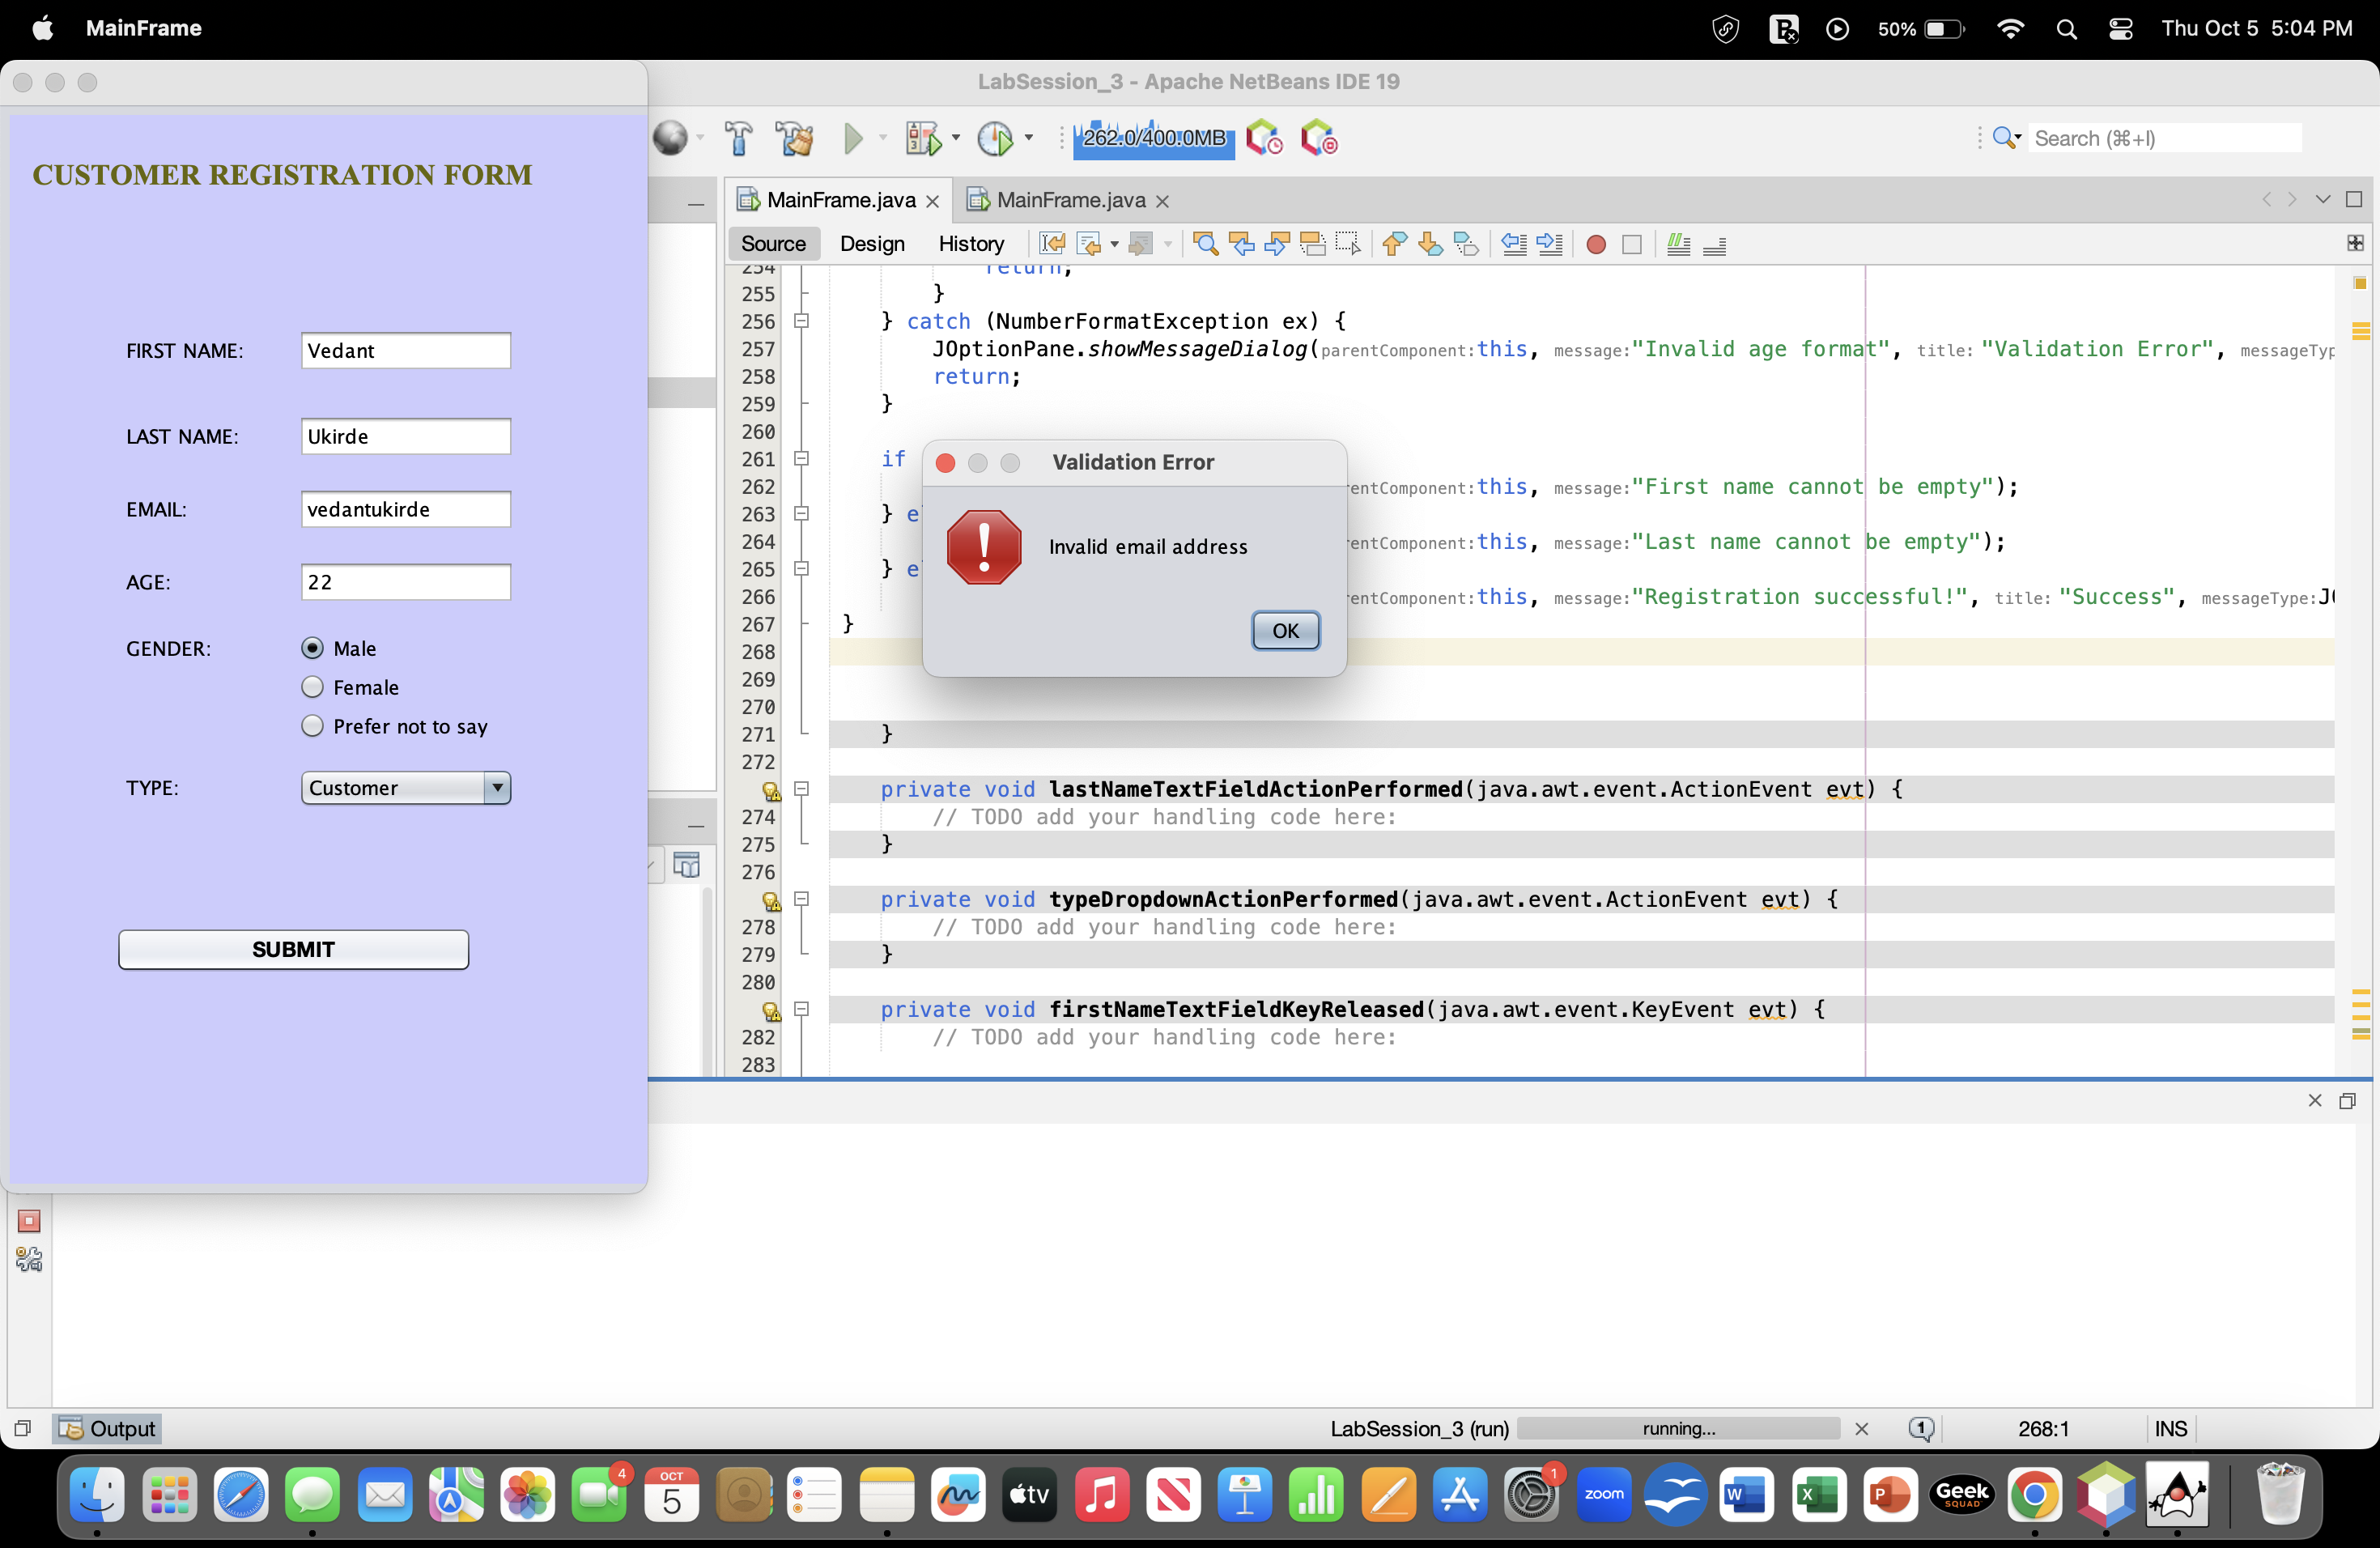 MainFrame
50%
Thu Oct 5 5:04 PM
LabSession_3 - Apache NetBeans IDE 19
262.0/400.0MB
Search (⌘+I)
MainFrame.java
MainFrame.java
Source
Design
History
CUSTOMER REGISTRATION FORM
FIRST NAME:
Vedant
LAST NAME:
Ukirde
EMAIL:
vedantukirde
AGE:
22
GENDER:
Male
Female
Prefer not to say
TYPE:
Customer
SUBMIT
254 return;
255 }
256 } catch (NumberFormatException ex) {
257 JOptionPane.showMessageDialog(parentComponent:this, message:"Invalid age format", title: "Validation Error", messageTyp
258 return;
259 }
260
261 if
262 rentComponent:this, message:"First name cannot be empty");
263 } e
264 rentComponent:this, message:"Last name cannot be empty");
265 } e
266 rentComponent:this, message:"Registration successful!", title: "Success", messageType:J
267 }
268
269
270
271 }
272
private void lastNameTextFieldActionPerformed(java.awt.event.ActionEvent evt) {
274 // TODO add your handling code here:
275 }
276
private void typeDropdownActionPerformed(java.awt.event.ActionEvent evt) {
278 // TODO add your handling code here:
279 }
280
private void firstNameTextFieldKeyReleased(java.awt.event.KeyEvent evt) {
282 // TODO add your handling code here:
283
Validation Error
Invalid email address
OK
Output
LabSession_3 (run)
running...
1
268:1
INS
4
OCT
5
tv
1
zoom
W
X
P
Geek
SQUAD